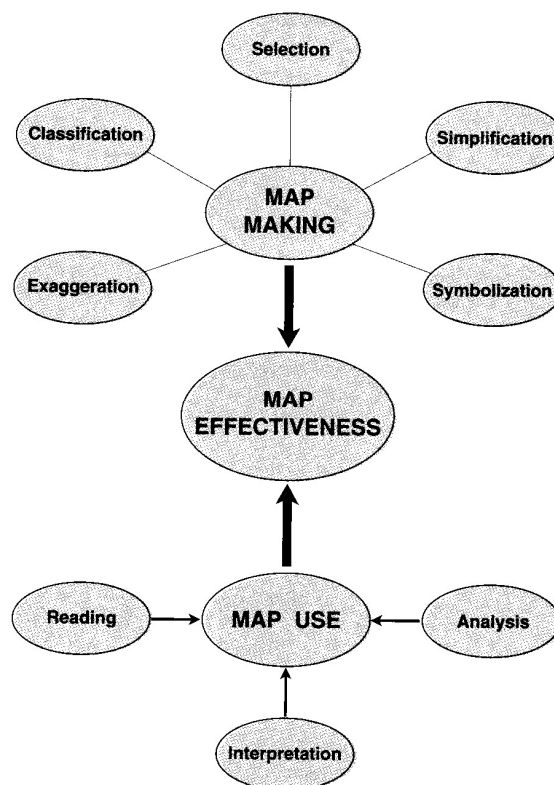 Selection
Classification
Simplification
MAP
MAKING
Exaggeration
Symbolization
MAP
EFFECTIVENESS
Reading
MAP USE
Analysis
Interpretation